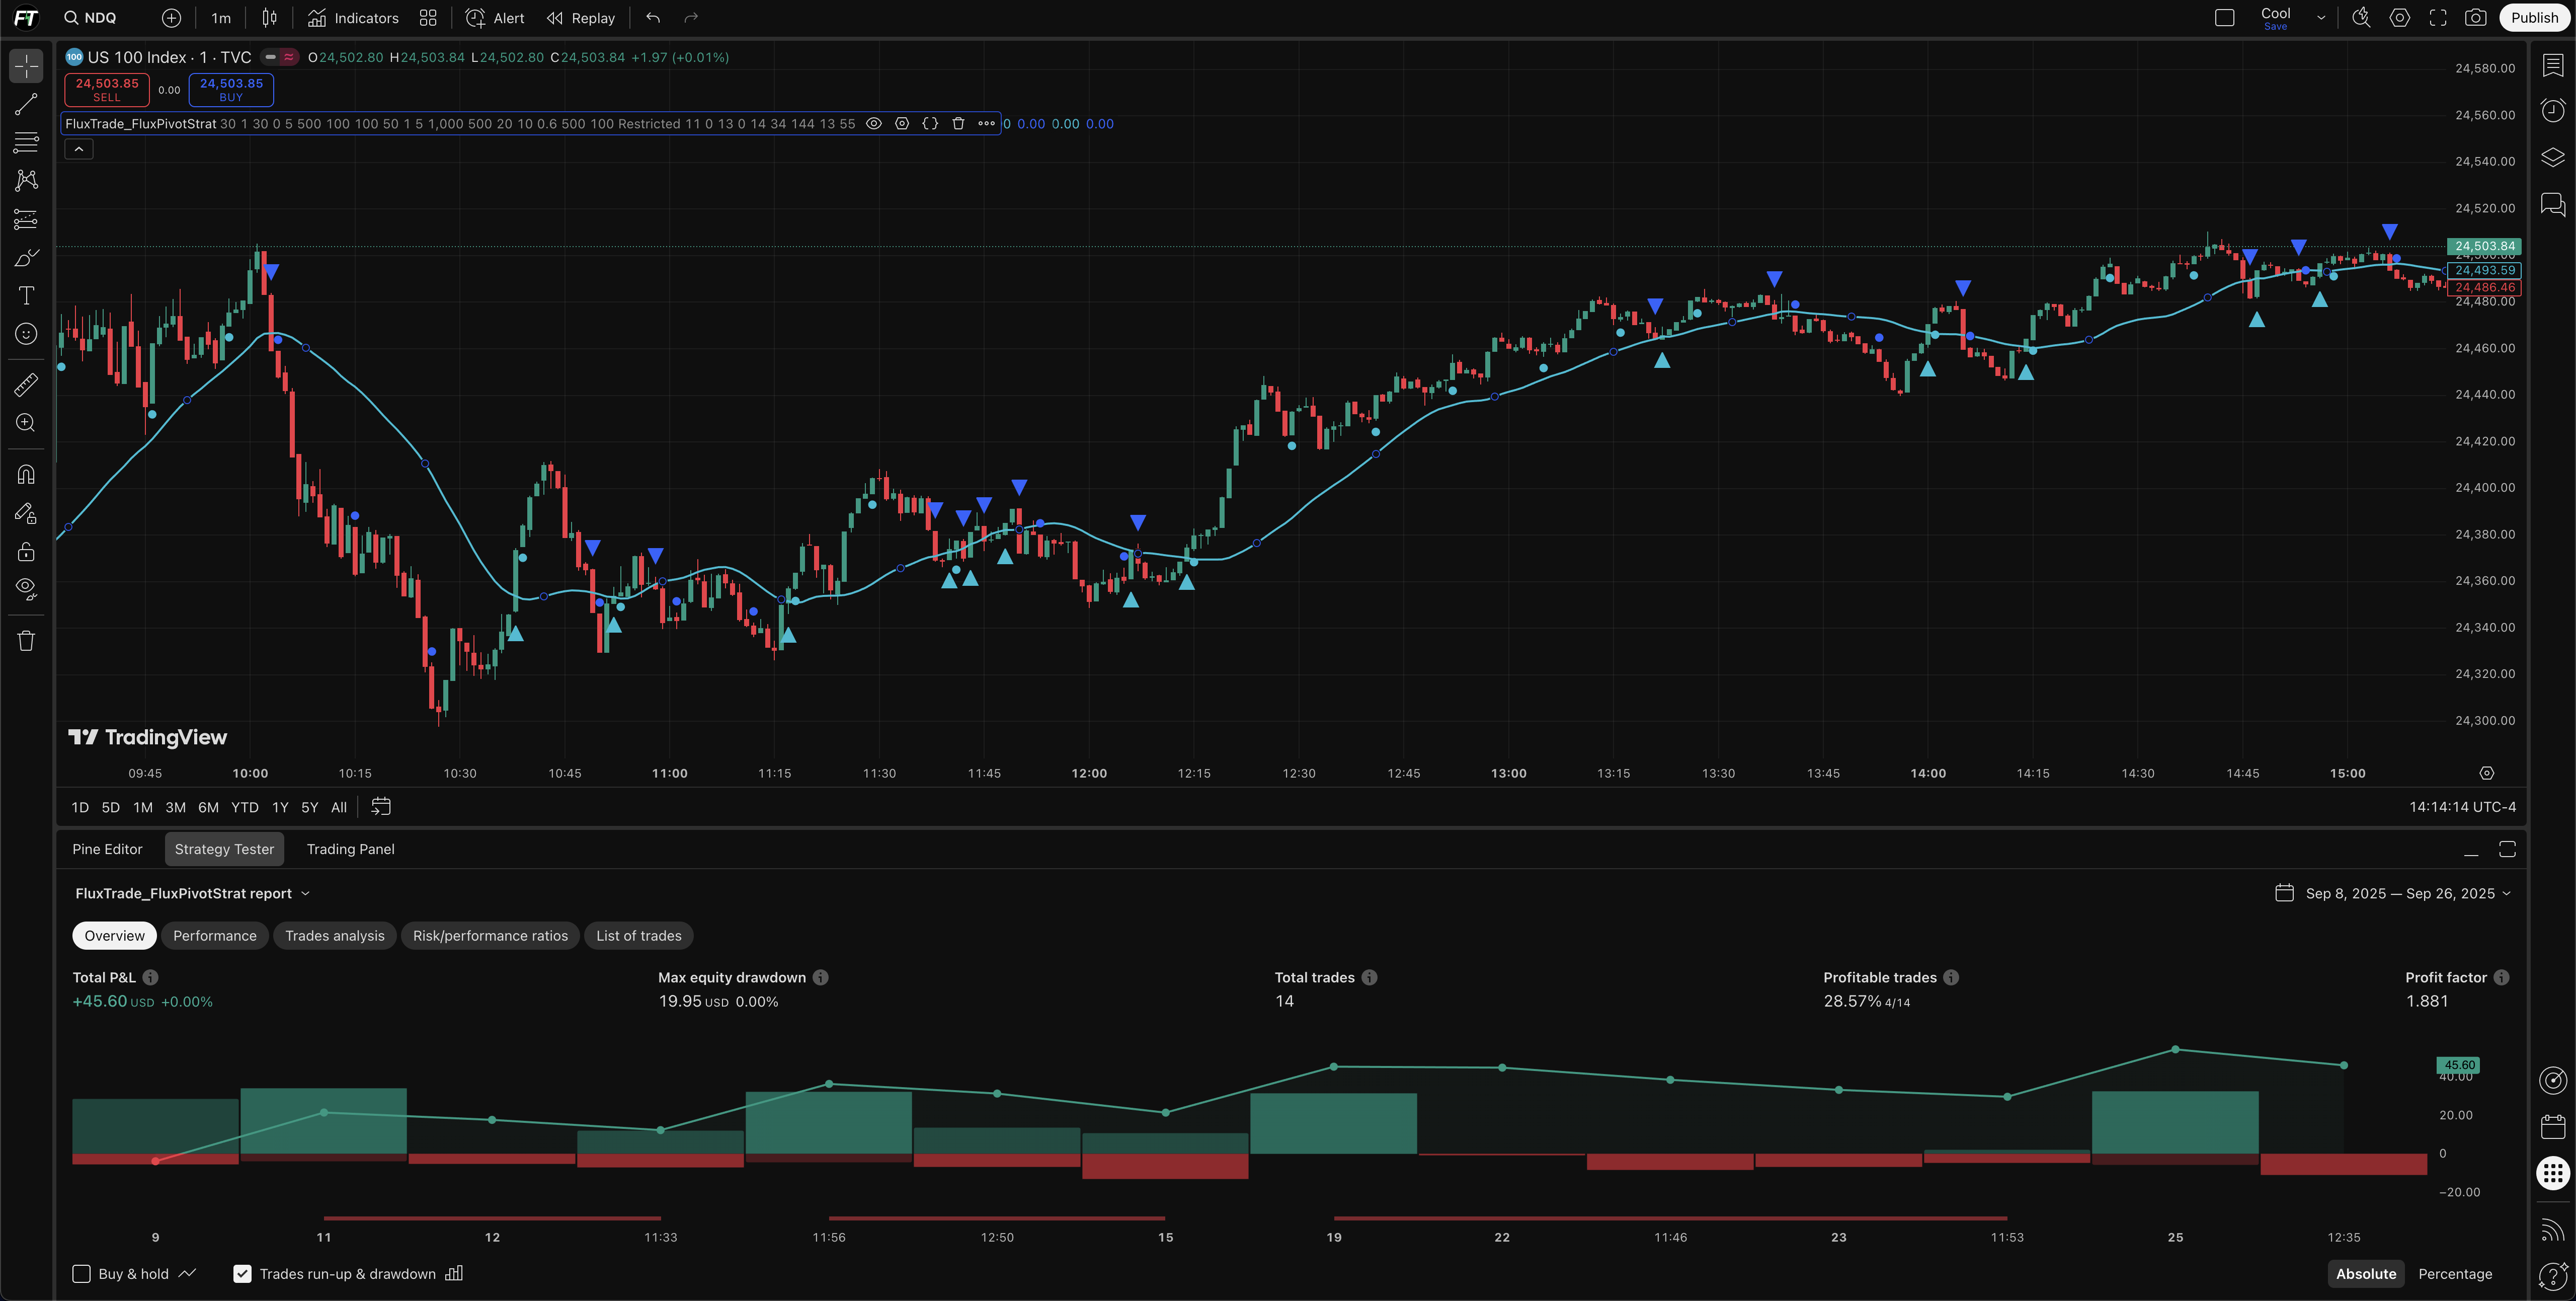 FT NDQ 1m Indicators Alert Replay Cool Save Publish
100 US 100 Index · 1 · TVC O24,502.80 H24,503.84 L24,502.80 C24,503.84 +1.97 (+0.01%)
24,503.85 SELL 0.00 24,503.85 BUY
FluxTrade_FluxPivotStrat 30 1 30 0 5 500 100 100 50 1 5 1,000 500 20 10 0.6 500 100 Restricted 11 0 13 0 14 34 144 13 55 0 0.00 0.00 0.00
24,580.00
24,560.00
24,540.00
24,520.00
24,503.84
24,493.59
24,486.46
24,480.00
24,460.00
24,440.00
24,420.00
24,400.00
24,380.00
24,360.00
24,340.00
24,320.00
24,300.00
TradingView
09:45 10:00 10:15 10:30 10:45 11:00 11:15 11:30 11:45 12:00 12:15 12:30 12:45 13:00 13:15 13:30 13:45 14:00 14:15 14:30 14:45 15:00
1D 5D 1M 3M 6M YTD 1Y 5Y All 14:14:14 UTC-4
Pine Editor Strategy Tester Trading Panel
FluxTrade_FluxPivotStrat report Sep 8, 2025 — Sep 26, 2025
Overview Performance Trades analysis Risk/performance ratios List of trades
Total P&L Max equity drawdown Total trades Profitable trades Profit factor
+45.60 USD +0.00% 19.95 USD 0.00% 14 28.57% 4/14 1.881
45.60
40.00
20.00
0
−20.00
9 11 12 11:33 11:56 12:50 15 19 22 11:46 23 11:53 25 12:35
Buy & hold Trades run-up & drawdown Absolute Percentage